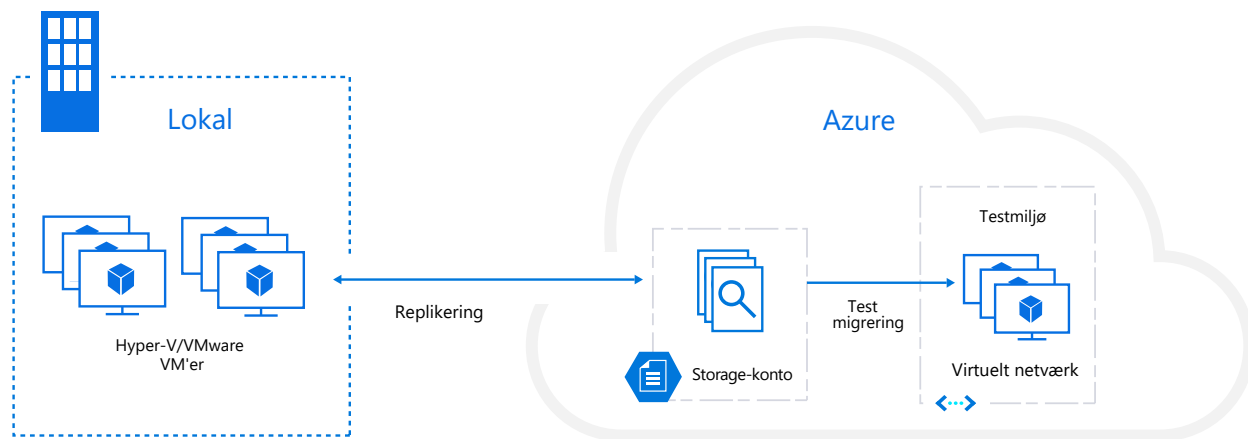 Lokal
Azure
Testmiljø
Replikering
Test
migrering
Hyper-V/VMware
VM'er
Storage-konto
Virtuelt netværk